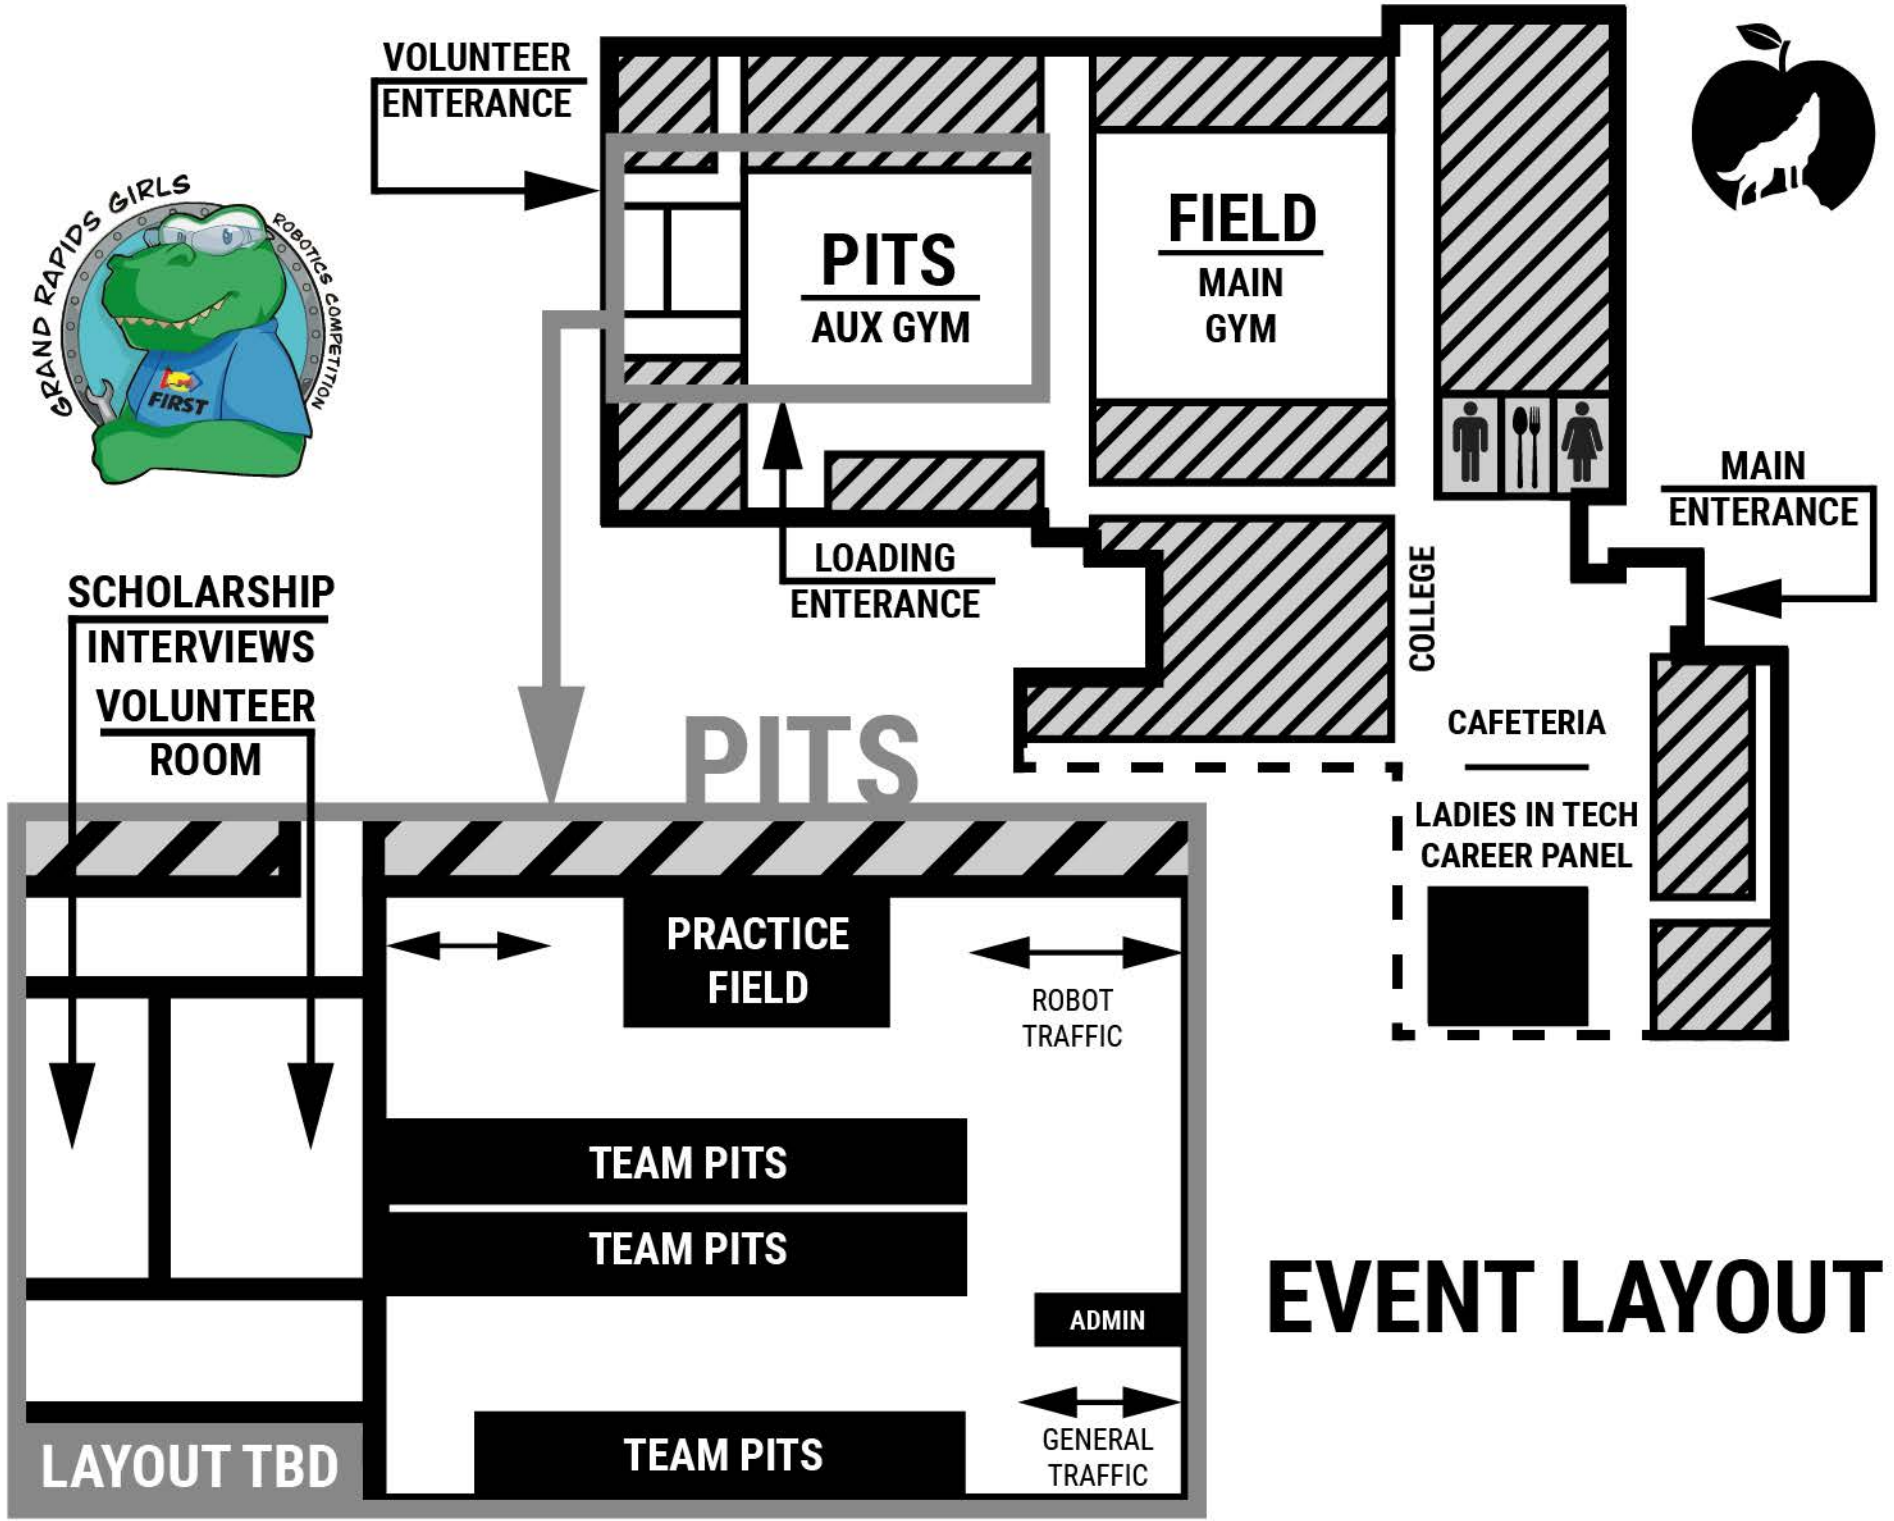 VOLUNTEER
ENTERANCE
GRAND RAPIDS GIRLS
ROBOTICS COMPETITION
FIRST
PITS
AUX GYM
FIELD
MAIN
GYM
MAIN
ENTERANCE
LOADING
ENTERANCE
COLLEGE
SCHOLARSHIP
INTERVIEWS
VOLUNTEER
ROOM
CAFETERIA
LADIES IN TECH
CAREER PANEL
PITS
PRACTICE
FIELD
ROBOT
TRAFFIC
TEAM PITS
TEAM PITS
ADMIN
GENERAL
TRAFFIC
TEAM PITS
LAYOUT TBD
EVENT LAYOUT